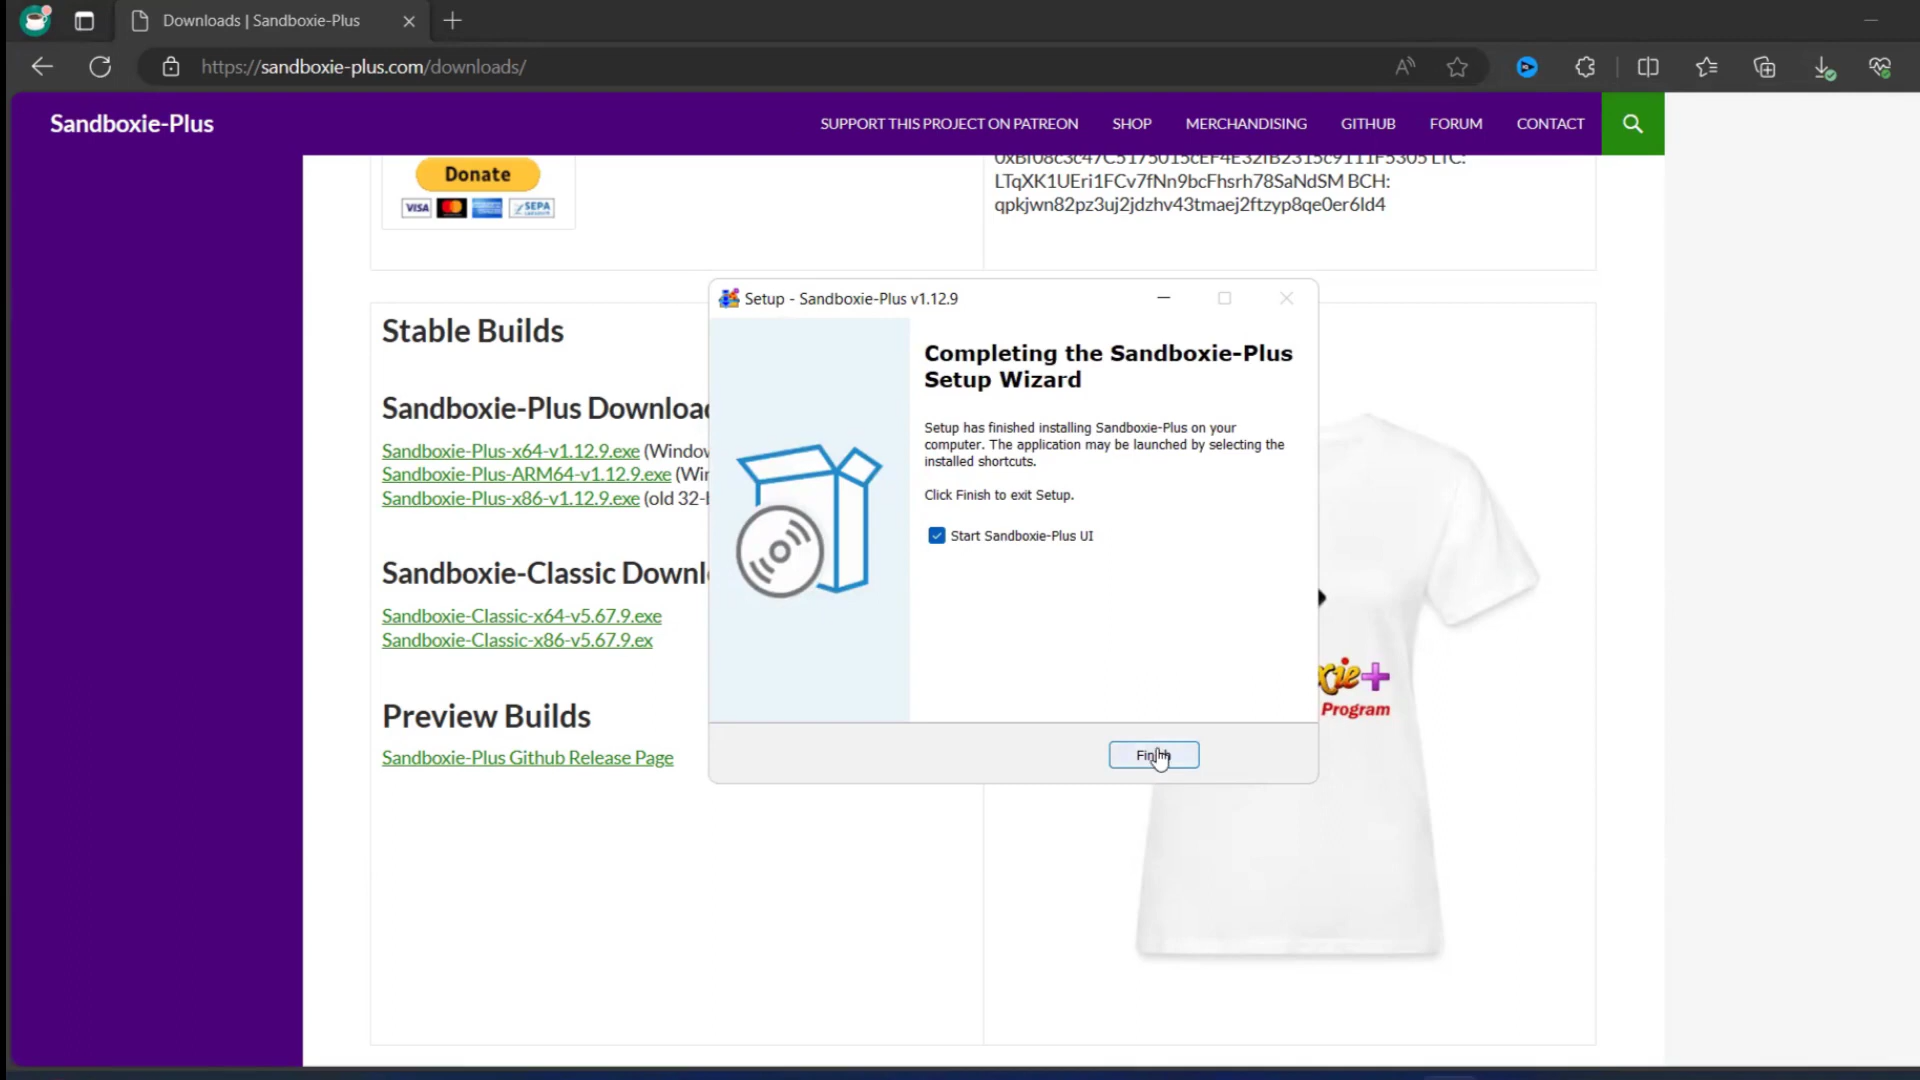 Downloads | Sandboxie-Plus
https://sandboxie-plus.com/downloads/
Sandboxie-Plus
SUPPORT THIS PROJECT ON PATREON
SHOP
MERCHANDISING
GITHUB
FORUM
CONTACT
Donate
VISA
SEPA
0xBf08c3c47C5175015cEF4E32fB2315c9111F5305 LTC:
LTqXK1UEri1FCv7fNn9bcFhsrh78SaNdSM BCH:
qpkjwn82pz3uj2jdzhv43tmaej2ftzyp8qe0er6ld4
Stable Builds
Sandboxie-Plus Downloa
Sandboxie-Plus-x64-v1.12.9.exe (Windo
Sandboxie-Plus-ARM64-v1.12.9.exe (Wi
Sandboxie-Plus-x86-v1.12.9.exe (old 32-
Sandboxie-Classic Downl
Sandboxie-Classic-x64-v5.67.9.exe
Sandboxie-Classic-x86-v5.67.9.ex
Preview Builds
Sandboxie-Plus Github Release Page
Setup - Sandboxie-Plus v1.12.9
Completing the Sandboxie-Plus
Setup Wizard
Setup has finished installing Sandboxie-Plus on your
computer. The application may be launched by selecting the
installed shortcuts.
Click Finish to exit Setup.
Start Sandboxie-Plus UI
Finish
xie+
Program